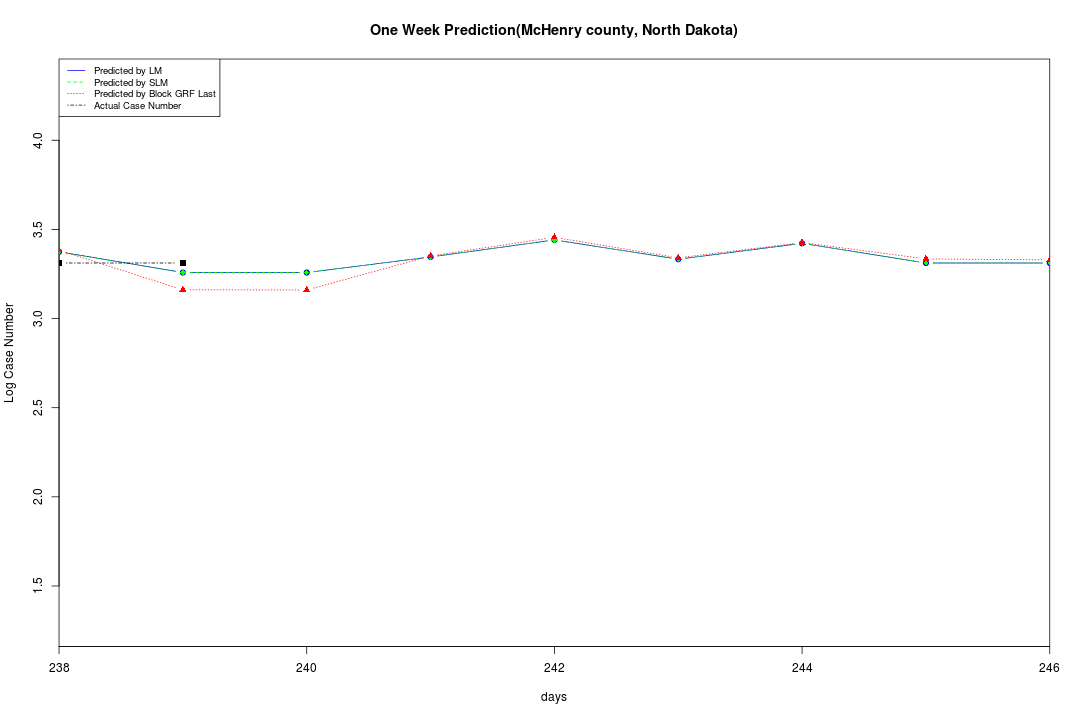 One Week Prediction(McHenry county, North Dakota)
Predicted by LM
Predicted by SLM
Predicted by Block GRF Last
Actual Case Number
4.0
3.5
3.0
2.5
2.0
1.5
Log Case Number
238
240
242
244
246
days